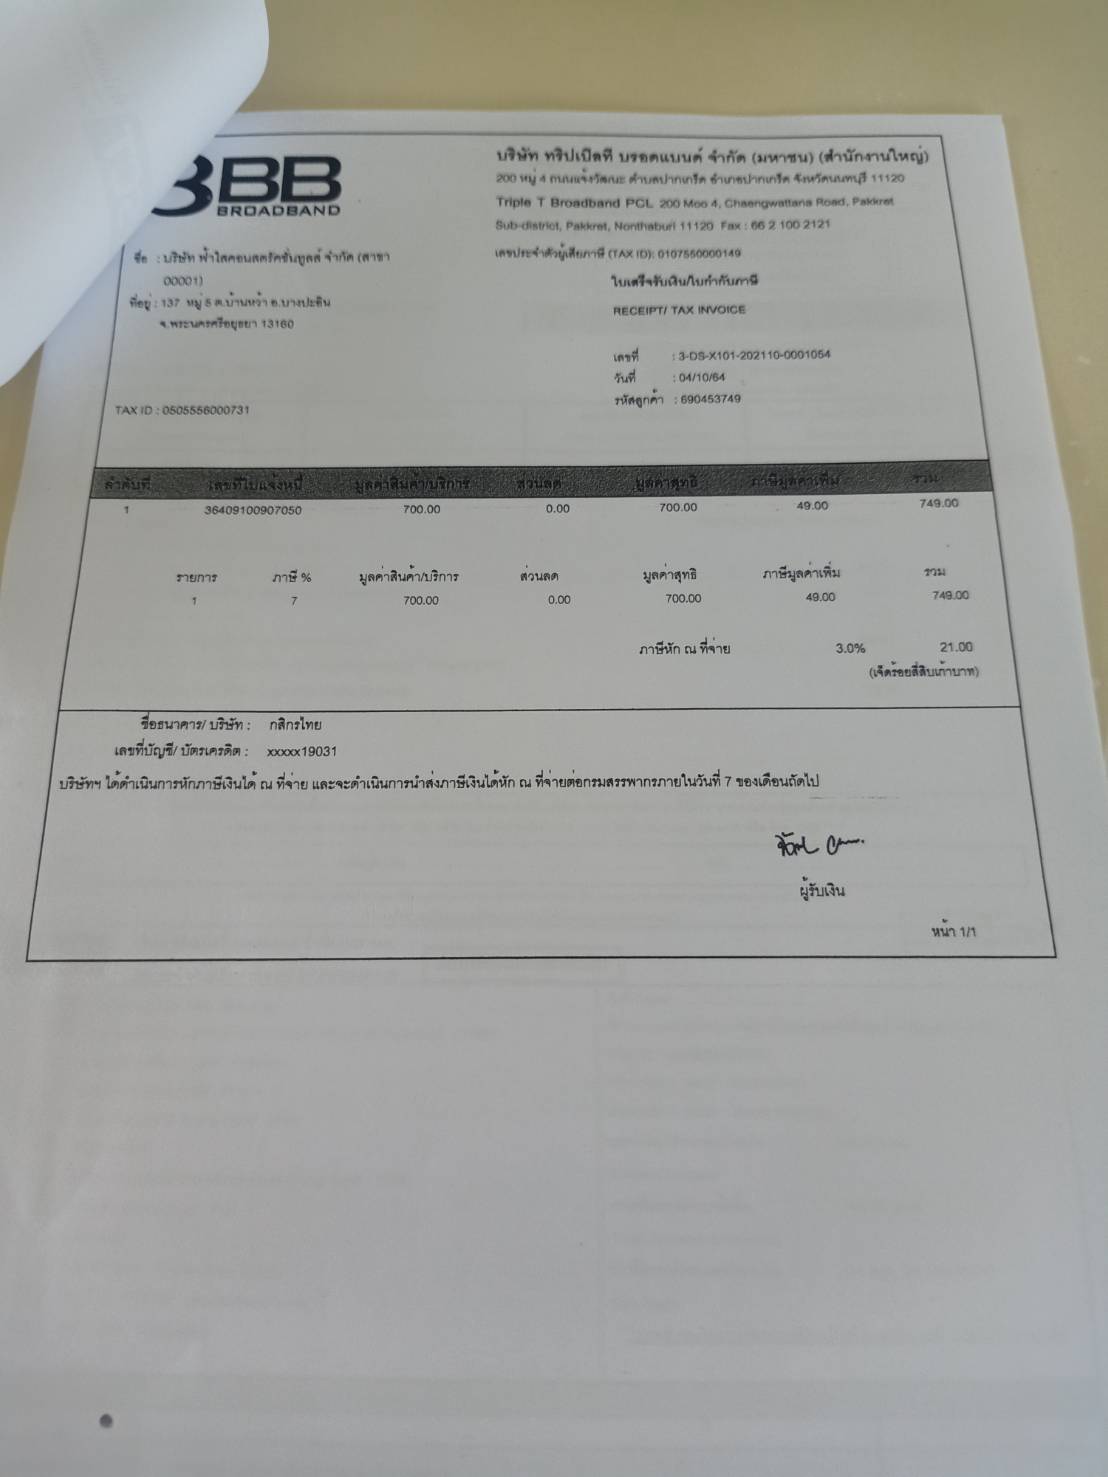 3BB
BROADBAND
บริษัท ทริปเปิลที บรอดแบนด์ จำกัด (มหาชน) (สำนักงานใหญ่)
200 หมู่ 4 ถนนแจ้งวัฒนะ ตำบลปากเกร็ด อำเภอปากเกร็ด จังหวัดนนทบุรี 11120
Triple T Broadband PCL 200 Moo 4, Chaengwattana Road, Pakkret
Sub-district, Pakkret, Nonthaburi 11120 Fax : 66 2 100 2121
เลขประจำตัวผู้เสียภาษี (TAX ID): 0107550000149
ชื่อ : บริษัท ฟ้าใสคอนสตรัคชั่นทูลส์ จำกัด (สาขา
00001)
ที่อยู่ : 137 หมู่ 5 ต.บ้านหว้า อ.บางปะอิน
จ.พระนครศรีอยุธยา 13160
ใบเสร็จรับเงิน/ใบกำกับภาษี
RECEIPT/ TAX INVOICE
เลขที่ : 3-DS-X101-202110-0001054
วันที่ : 04/10/64
รหัสลูกค้า : 690453749
TAX ID : 0505556000731
ลำดับที่ เลขที่ใบแจ้งหนี้ มูลค่าสินค้า/บริการ ส่วนลด มูลค่าสุทธิ ภาษีมูลค่าเพิ่ม รวม
1 36409100907050 700.00 0.00 700.00 49.00 749.00
รายการ ภาษี % มูลค่าสินค้า/บริการ ส่วนลด มูลค่าสุทธิ ภาษีมูลค่าเพิ่ม รวม
1 7 700.00 0.00 700.00 49.00 749.00
ภาษีหัก ณ ที่จ่าย 3.0% 21.00
(เจ็ดร้อยสี่สิบเก้าบาท)
ชื่อธนาคาร/ บริษัท : กสิกรไทย
เลขที่บัญชี/ บัตรเครดิต : xxxxx19031
บริษัทฯ ได้ดำเนินการหักภาษีเงินได้ ณ ที่จ่าย และจะดำเนินการนำส่งภาษีเงินได้หัก ณ ที่จ่ายต่อกรมสรรพากรภายในวันที่ 7 ของเดือนถัดไป
ผู้รับเงิน
หน้า 1/1